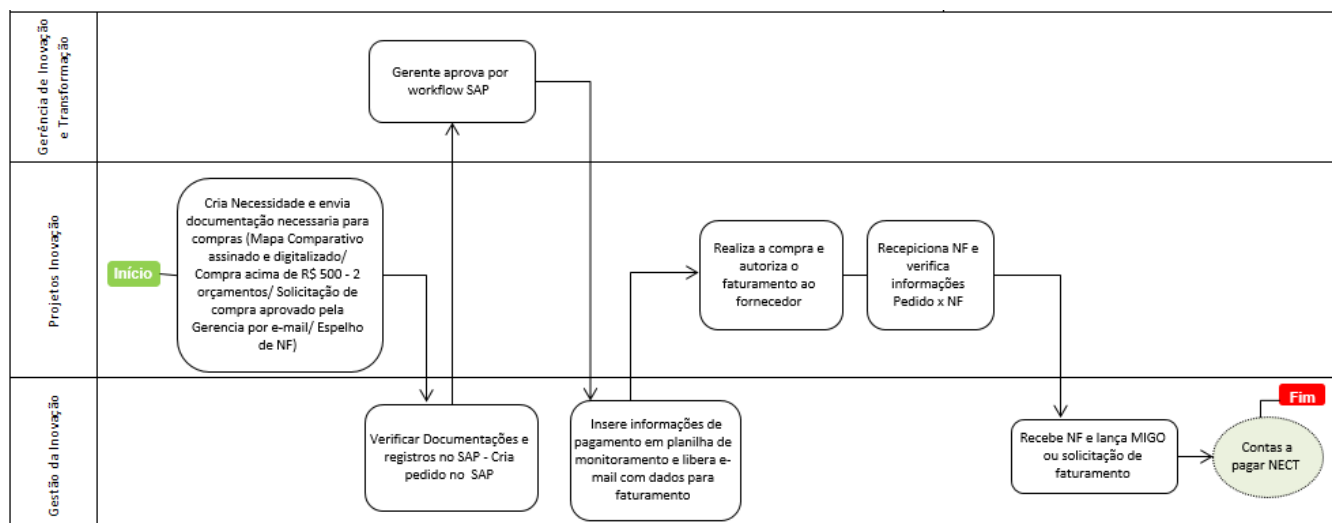 Gerência de Inovação
e Transformação
Gerente aprova por
workflow SAP
Projetos Inovação
Início
Cria Necessidade e envia
documentação necessaria para
compras (Mapa Comparativo
assinado e digitalizado/
Compra acima de R$ 500 - 2
orçamentos/ Solicitação de
compra aprovado pela
Gerencia por e-mail/ Espelho
de NF)
Realiza a compra e
autoriza o
faturamento ao
fornecedor
Recepiciona NF e
verifica
informações
Pedido x NF
Gestão da Inovação
Verificar Documentações e
registros no SAP - Cria
pedido no SAP
Insere informações de
pagamento em planilha de
monitoramento e libera e-
mail com dados para
faturamento
Recebe NF e lança MIGO
ou solicitação de
faturamento
Fim
Contas a
pagar NECT